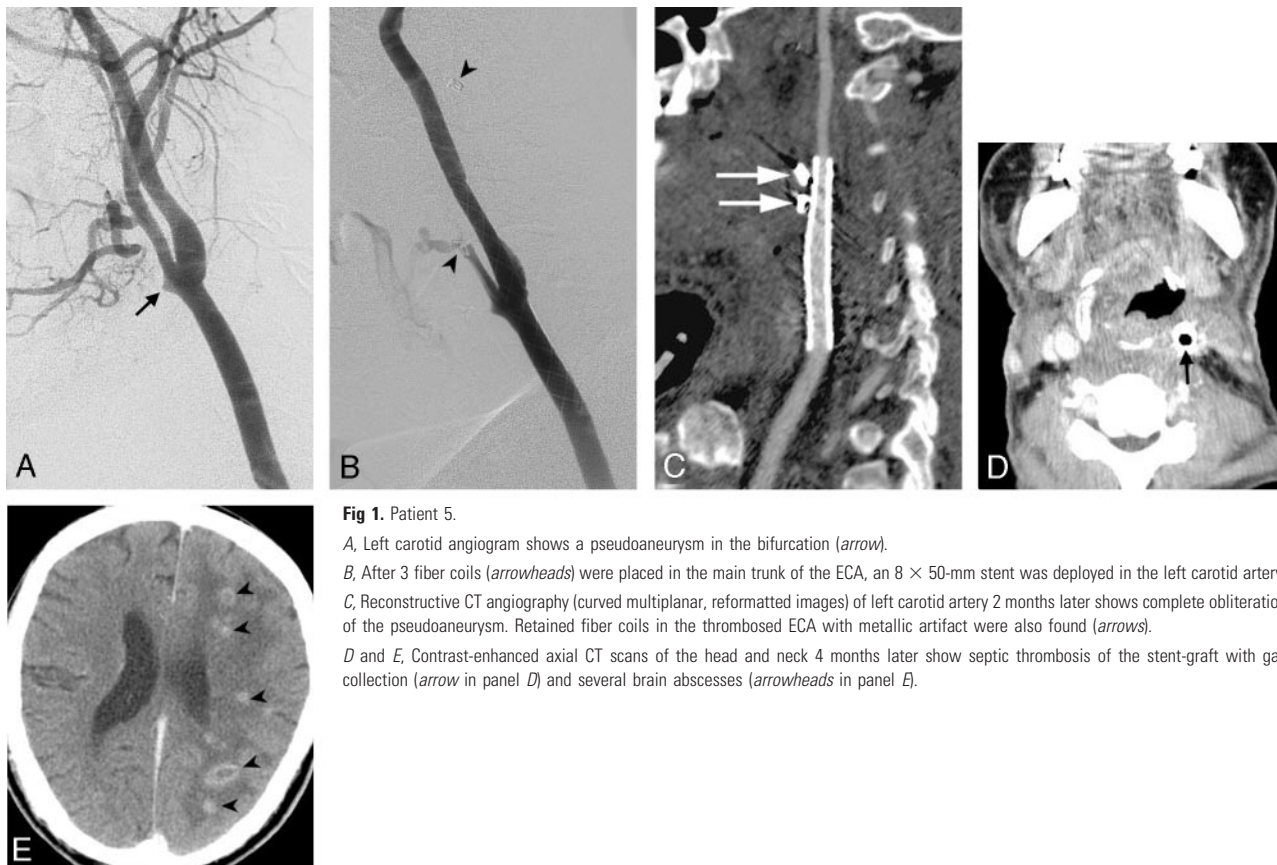 A
B
C
D
E
Fig 1. Patient 5.
A, Left carotid angiogram shows a pseudoaneurysm in the bifurcation (arrow).
B, After 3 fiber coils (arrowheads) were placed in the main trunk of the ECA, an 8 × 50-mm stent was deployed in the left carotid artery
C, Reconstructive CT angiography (curved multiplanar, reformatted images) of left carotid artery 2 months later shows complete obliteration
of the pseudoaneurysm. Retained fiber coils in the thrombosed ECA with metallic artifact were also found (arrows).
D and E, Contrast-enhanced axial CT scans of the head and neck 4 months later show septic thrombosis of the stent-graft with ga
collection (arrow in panel D) and several brain abscesses (arrowheads in panel E).